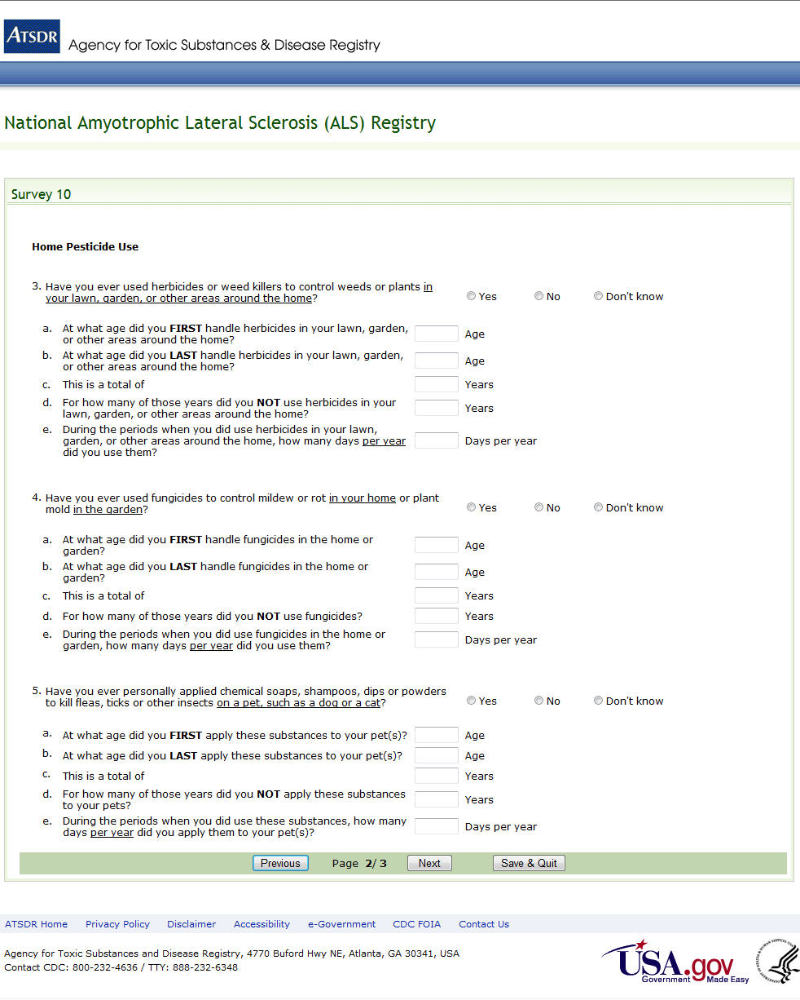 ATSDR
Agency for Toxic Substances & Disease Registry
National Amyotrophic Lateral Sclerosis (ALS) Registry
Survey 10
Home Pesticide Use
3. Have you ever used herbicides or weed killers to control weeds or plants in
your lawn, garden, or other areas around the home?
Yes No Don't know
a. At what age did you FIRST handle herbicides in your lawn, garden,
or other areas around the home?
Age
b. At what age did you LAST handle herbicides in your lawn, garden,
or other areas around the home?
Age
c. This is a total of
Years
d. For how many of those years did you NOT use herbicides in your
lawn, garden, or other areas around the home?
Years
e. During the periods when you did use herbicides in your lawn,
garden, or other areas around the home, how many days per year
did you use them?
Days per year
4. Have you ever used fungicides to control mildew or rot in your home or plant
mold in the garden?
Yes No Don't know
a. At what age did you FIRST handle fungicides in the home or
garden?
Age
b. At what age did you LAST handle fungicides in the home or
garden?
Age
c. This is a total of
Years
d. For how many of those years did you NOT use fungicides?
Years
e. During the periods when you did use fungicides in the home or
garden, how many days per year did you use them?
Days per year
5. Have you ever personally applied chemical soaps, shampoos, dips or powders
to kill fleas, ticks or other insects on a pet, such as a dog or a cat?
Yes No Don't know
a. At what age did you FIRST apply these substances to your pet(s)?
Age
b. At what age did you LAST apply these substances to your pet(s)?
Age
c. This is a total of
Years
d. For how many of those years did you NOT apply these substances
to your pets?
Years
e. During the periods when you did use these substances, how many
days per year did you apply them to your pet(s)?
Days per year
Previous Page 2/ 3 Next Save & Quit
ATSDR Home Privacy Policy Disclaimer Accessibility e-Government CDC FOIA Contact Us
Agency for Toxic Substances and Disease Registry, 4770 Buford Hwy NE, Atlanta, GA 30341, USA
Contact CDC: 800-232-4636 / TTY: 888-232-6348
USA.gov
Government Made Easy